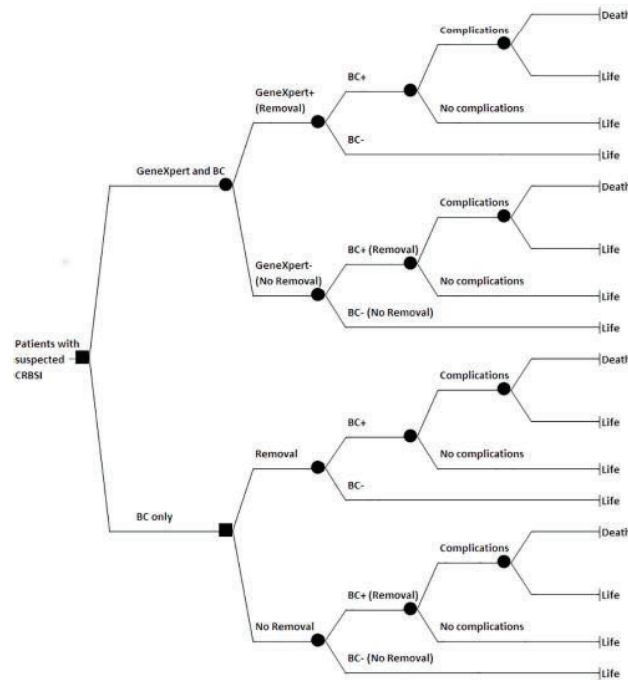 Complications
Death
Life
GeneXpert+
(Removal)
BC+
No complications
Life
BC-
Life
GeneXpert and BC
Complications
Death
Life
GeneXpert-
(No Removal)
BC+ (Removal)
No complications
Life
BC- (No Removal)
Life
Patients with
suspected
CRBSI
Complications
Death
Life
Removal
BC+
No complications
Life
BC-
Life
BC only
Complications
Death
Life
No Removal
BC+ (Removal)
No complications
Life
BC- (No Removal)
Life